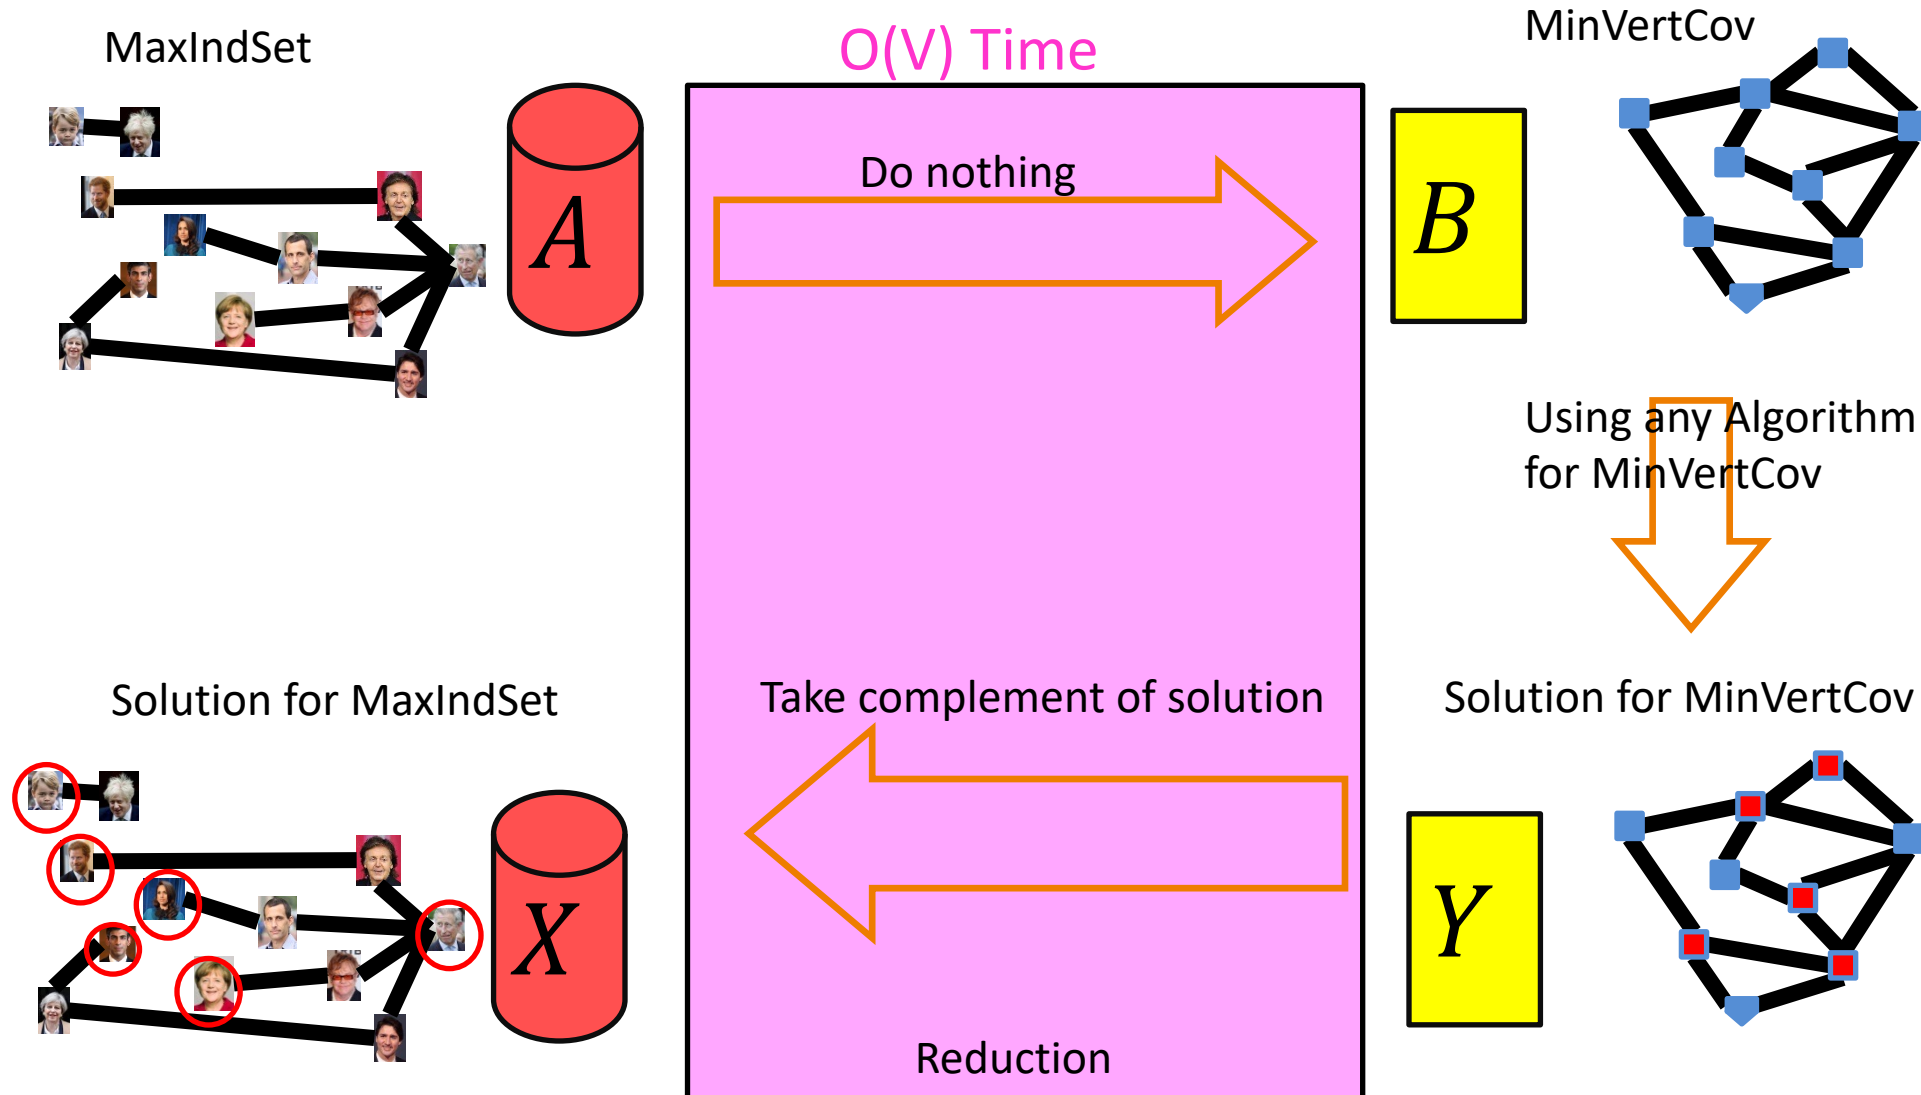 MaxIndSet
O(V) Time
MinVertCov
A
Do nothing
B
Using any Algorithm
for MinVertCov
Solution for MaxIndSet
Take complement of solution
Solution for MinVertCov
X
Y
Reduction